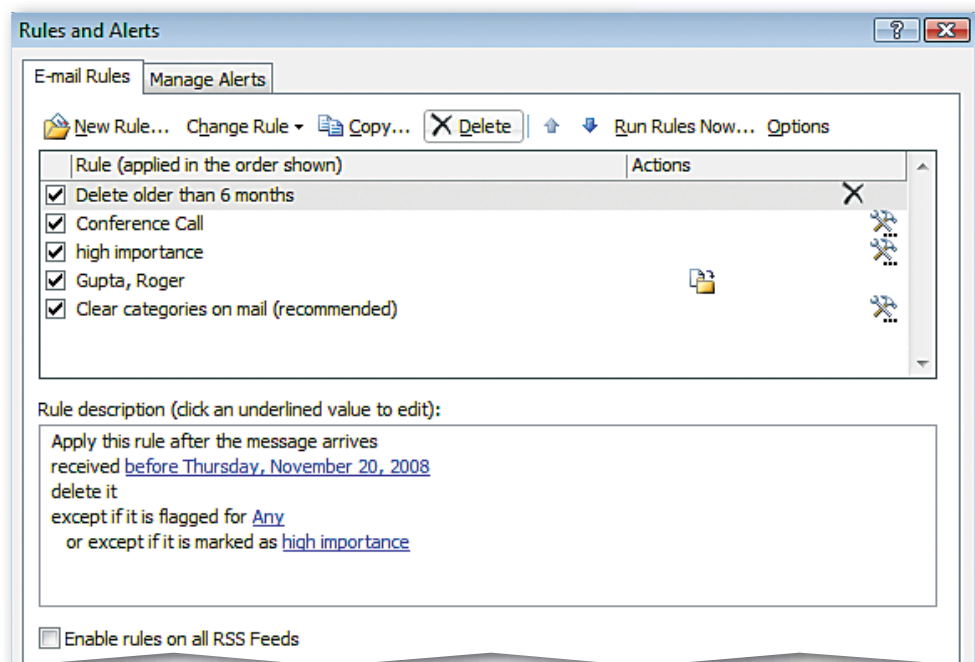 Rules and Alerts
E-mail Rules Manage Alerts
New Rule... Change Rule Copy... Delete Run Rules Now... Options
Rule (applied in the order shown) Actions
Delete older than 6 months
Conference Call
high importance
Gupta, Roger
Clear categories on mail (recommended)
Rule description (click an underlined value to edit):
Apply this rule after the message arrives
received before Thursday, November 20, 2008
delete it
except if it is flagged for Any
or except if it is marked as high importance
Enable rules on all RSS Feeds